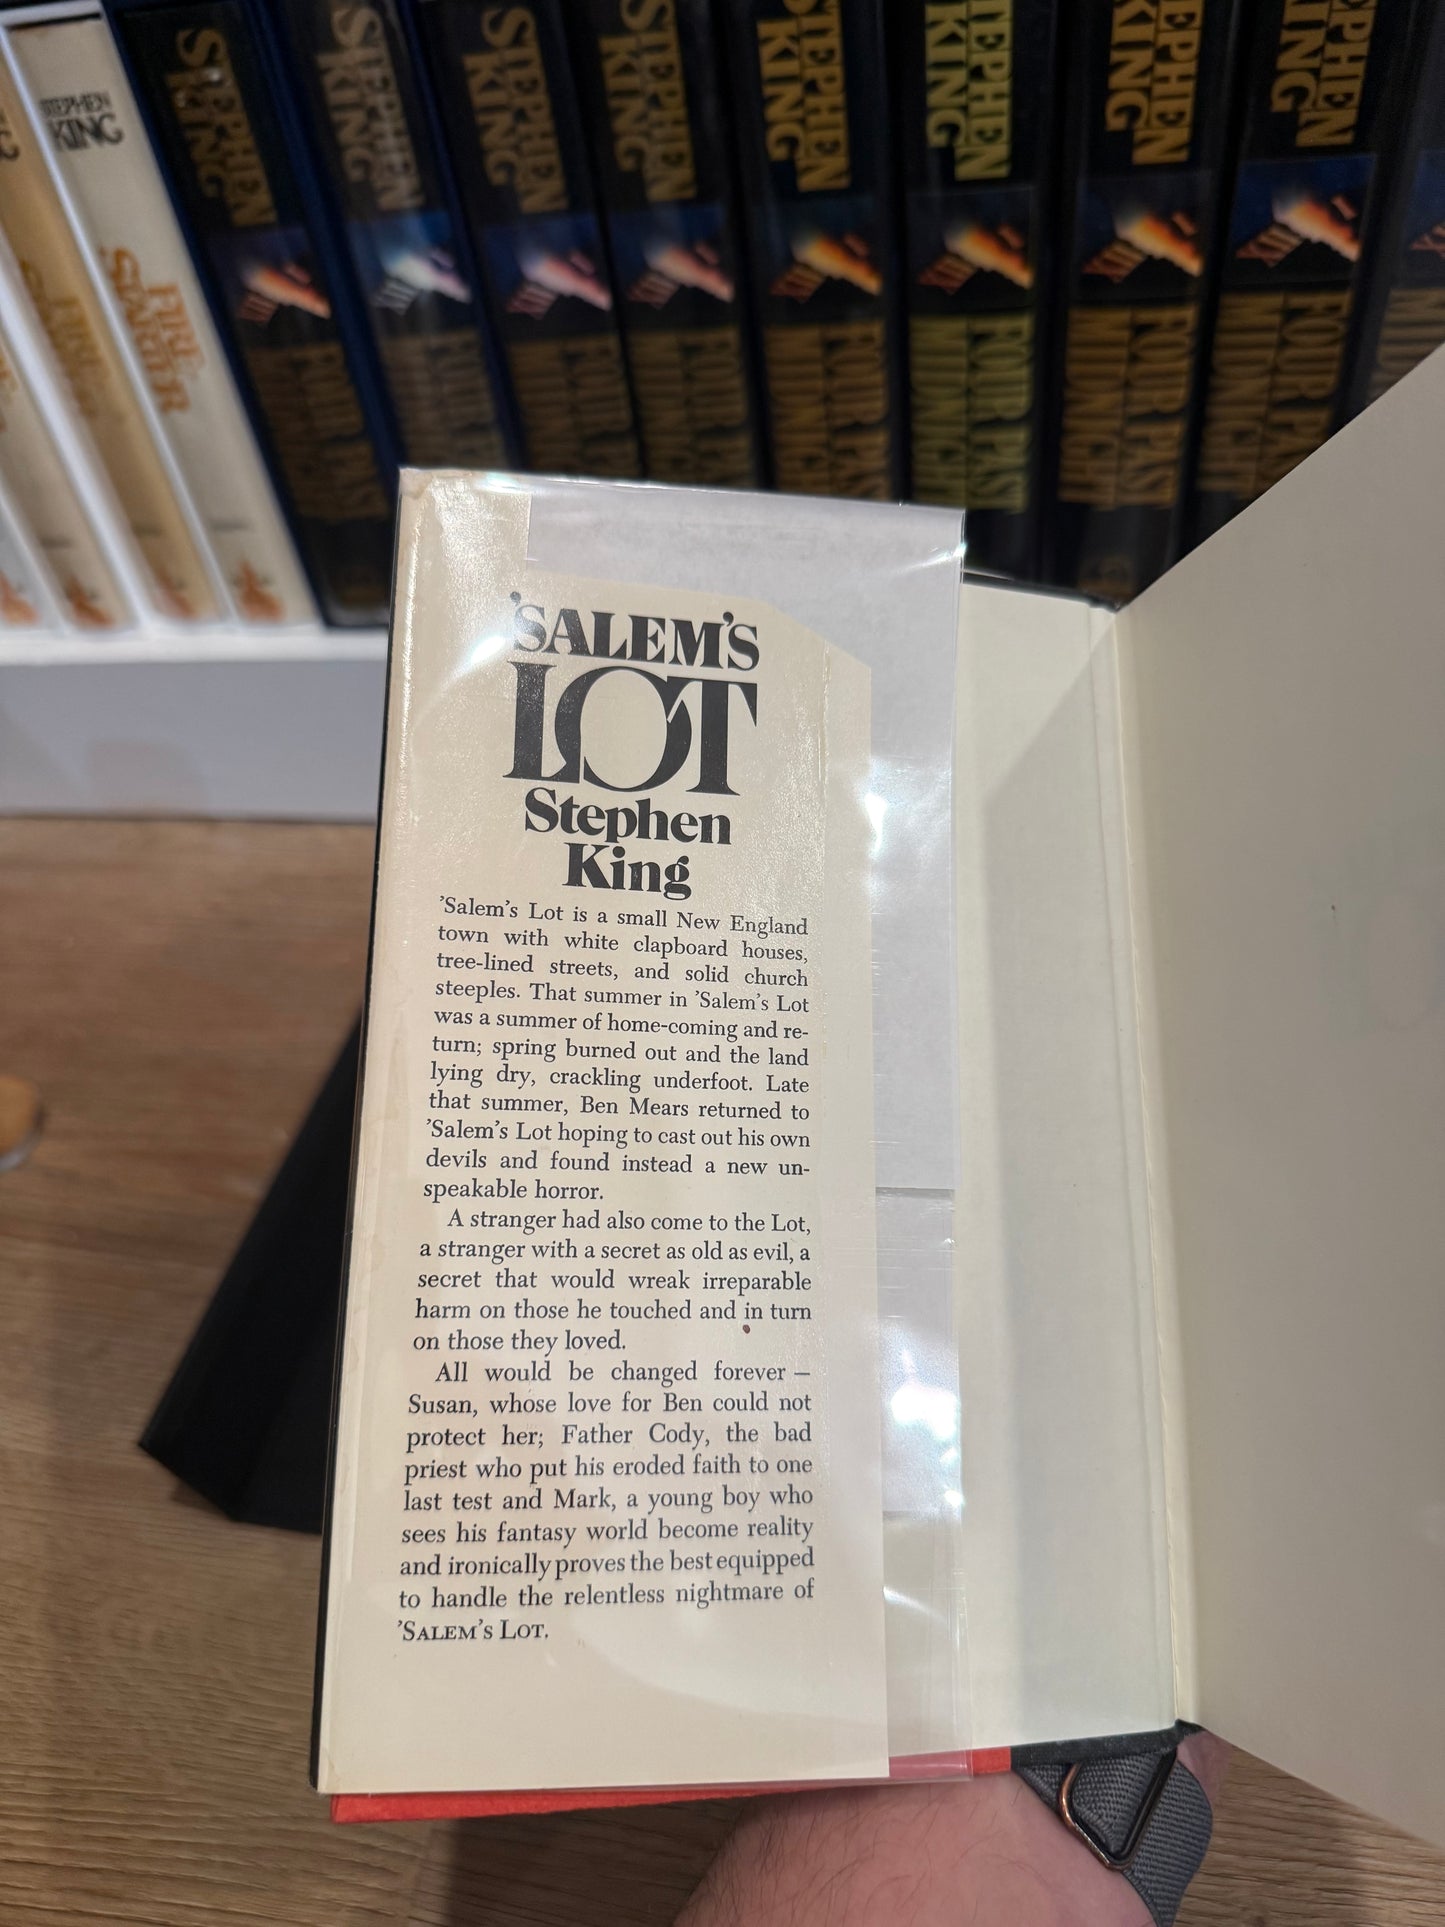 STEPHEN
KING
FIRE-
STARTER
STEPHEN
KING
STEPHEN
KING
STEPHEN
KING
STEPHEN
KING
STEPHEN
KING
STEPHEN
KING
STEPHEN
KING
STEPHEN
KING
FOUR PAST
MIDNIGHT
FOUR PAST
MIDNIGHT
FOUR PAST
MIDNIGHT
FOUR PAST
MIDNIGHT
'SALEM'S
LOT
Stephen
King
'Salem's Lot is a small New England
town with white clapboard houses,
tree-lined streets, and solid church
steeples. That summer in 'Salem's Lot
was a summer of home-coming and re-
turn; spring burned out and the land
lying dry, crackling underfoot. Late
that summer, Ben Mears returned to
'Salem's Lot hoping to cast out his own
devils and found instead a new un-
speakable horror.
A stranger had also come to the Lot,
a stranger with a secret as old as evil, a
secret that would wreak irreparable
harm on those he touched and in turn
on those they loved.
All would be changed forever —
Susan, whose love for Ben could not
protect her; Father Cody, the bad
priest who put his eroded faith to one
last test and Mark, a young boy who
sees his fantasy world become reality
and ironically proves the best equipped
to handle the relentless nightmare of
'SALEM'S LOT.